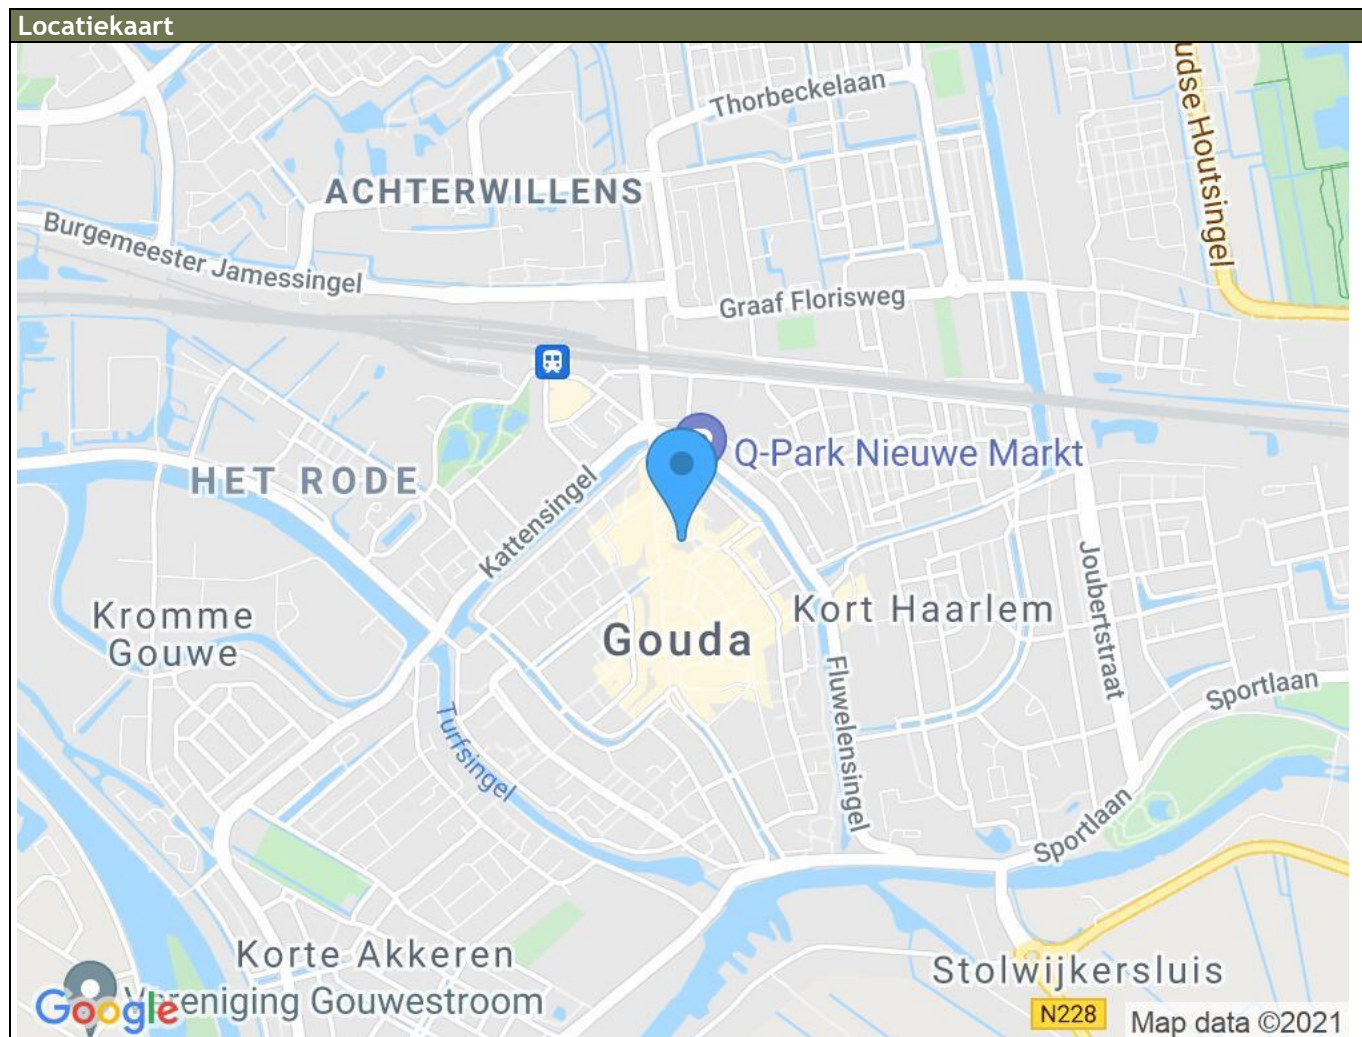 Locatiekaart
Thorbeckelaan
udse Houtsingel
ACHTERWILLENS
Burgemeester Jamessingel
Graaf Florisweg
Q-Park Nieuwe Markt
HET RODE
Kattensingel
Kromme
Gouwe
Gouda
Kort Haarlem
Joubertstraat
Fluwelensingel
Sportlaan
Turfsingel
Sportlaan
Korte Akkeren
Stolwijkersluis
Google
Vereniging Gouwestroom
N228
Map data ©2021